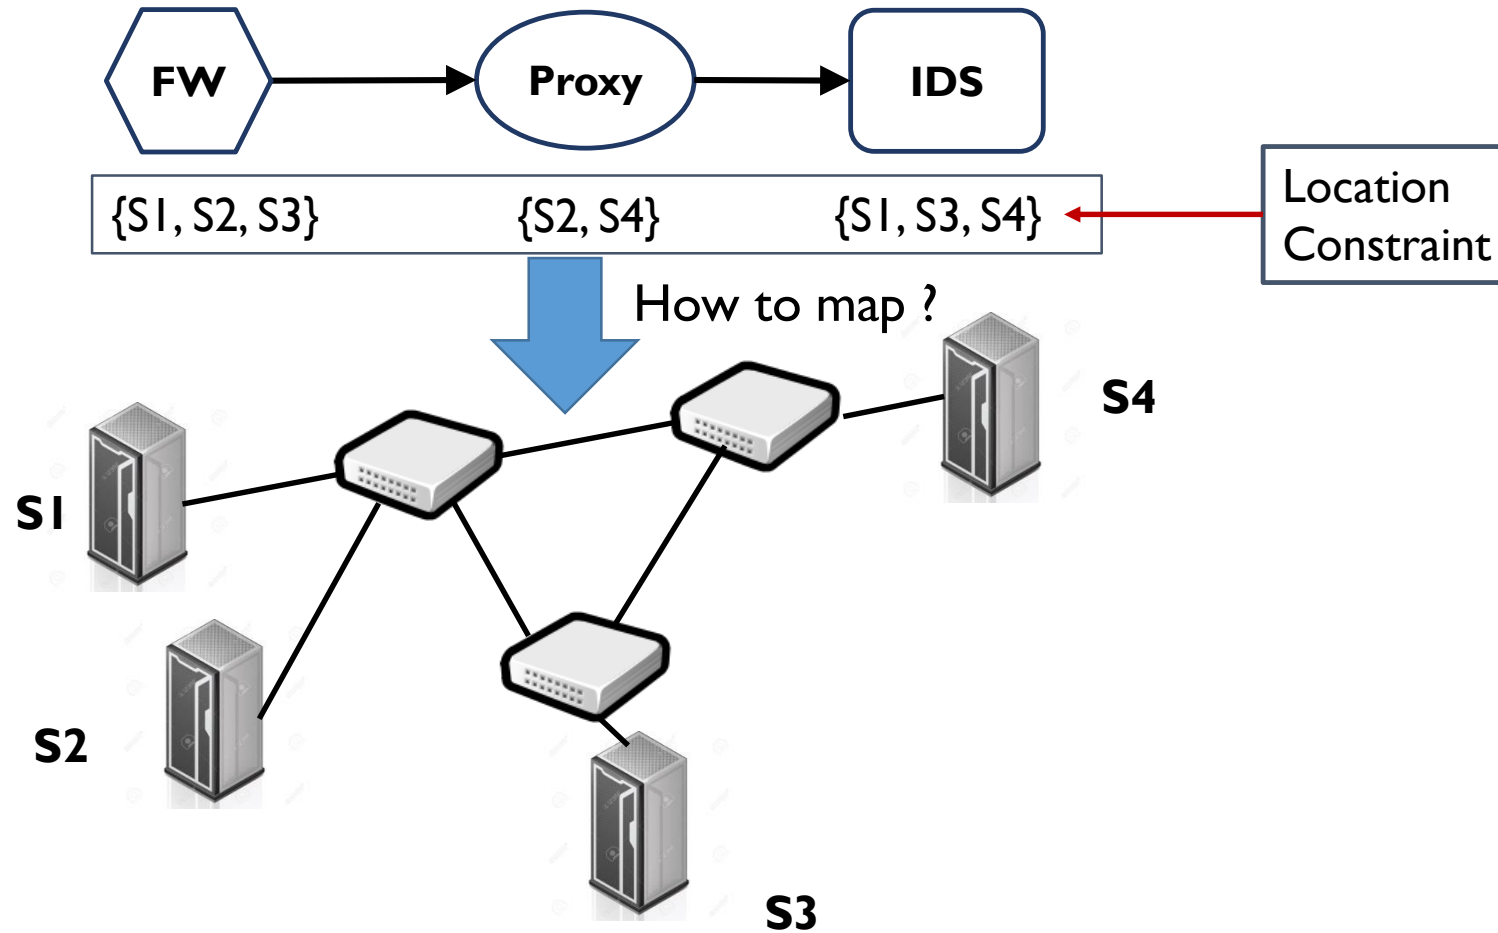 FW
Proxy
IDS
{S1, S2, S3}
{S2, S4}
{S1, S3, S4}
Location
Constraint
How to map ?
S4
S1
S2
S3